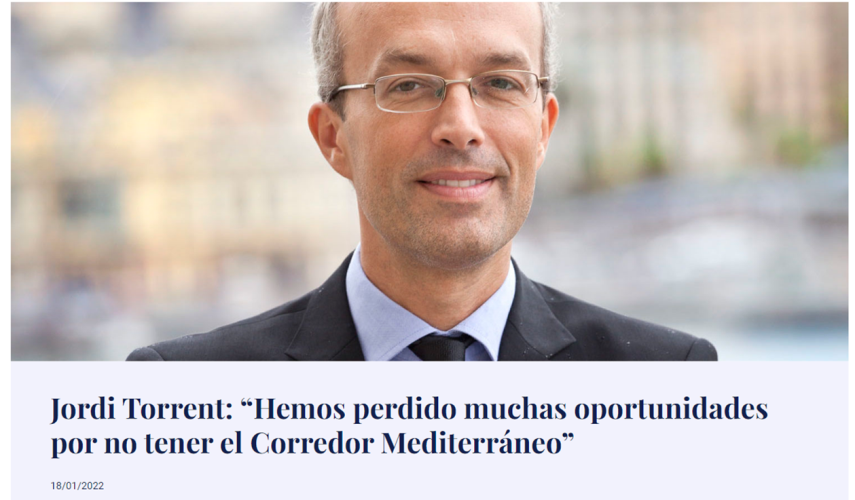 Jordi Torrent: “Hemos perdido muchas oportunidades
por no tener el Corredor Mediterráneo”
18/01/2022